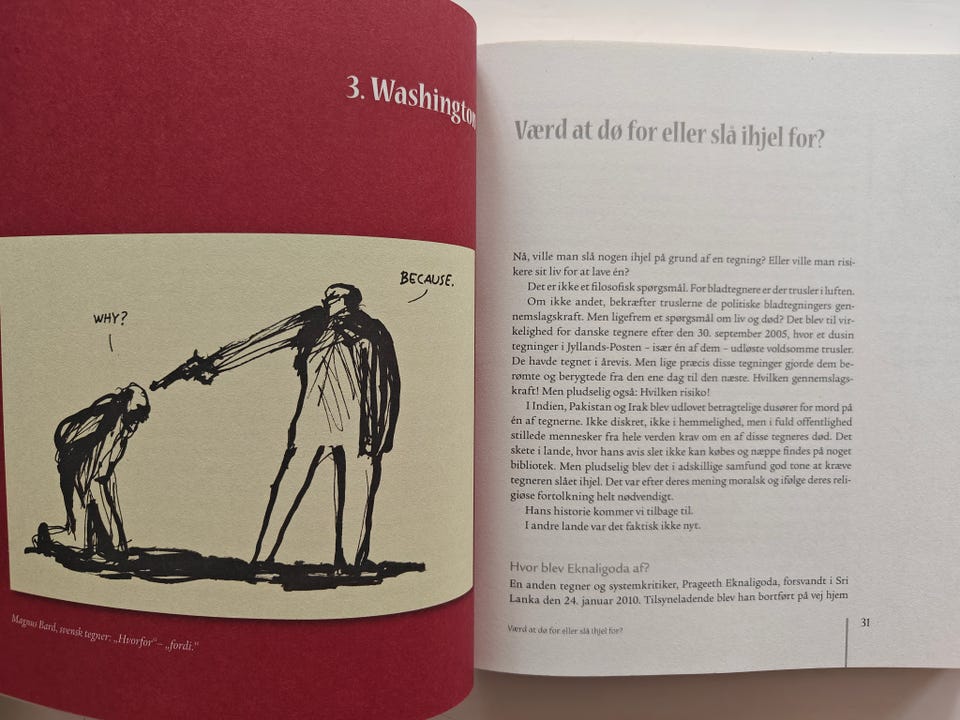 3. Washington
WHY?
BECAUSE.
Magnus Bard, svensk tegner: „Hvorfor“ – „fordi.“
Værd at dø for eller slå ihjel for?
Nå, ville man slå nogen ihjel på grund af en tegning? Eller ville man risi-
kere sit liv for at lave én?
Det er ikke et filosofisk spørgsmål. For bladtegnere er der trusler i luften.
Om ikke andet, bekræfter truslerne de politiske bladtegningers gen-
nemslagskraft. Men ligefrem et spørgsmål om liv og død? Det blev til vir-
kelighed for danske tegnere efter den 30. september 2005, hvor et dusin
tegninger i Jyllands-Posten – især én af dem – udløste voldsomme trusler.
De havde tegnet i årevis. Men lige præcis disse tegninger gjorde dem be-
rømte og berygtede fra den ene dag til den næste. Hvilken gennemslags-
kraft! Men pludselig også: Hvilken risiko!
I Indien, Pakistan og Irak blev udlovet betragtelige dusører for mord på
én af tegnerne. Ikke diskret, ikke i hemmelighed, men i fuld offentlighed
stillede mennesker fra hele verden krav om en af disse tegneres død. Det
skete i lande, hvor hans avis slet ikke kan købes og næppe findes på noget
bibliotek. Men pludselig blev det i adskillige samfund god tone at kræve
tegneren slået ihjel. Det var efter deres mening moralsk og ifølge deres reli-
giøse fortolkning helt nødvendigt.
Hans historie kommer vi tilbage til.
I andre lande var det faktisk ikke nyt.
Hvor blev Eknaligoda af?
En anden tegner og systemkritiker, Prageeth Eknaligoda, forsvandt i Sri
Lanka den 24. januar 2010. Tilsyneladende blev han bortført på vej hjem
Værd at dø for eller slå ihjel for?
31